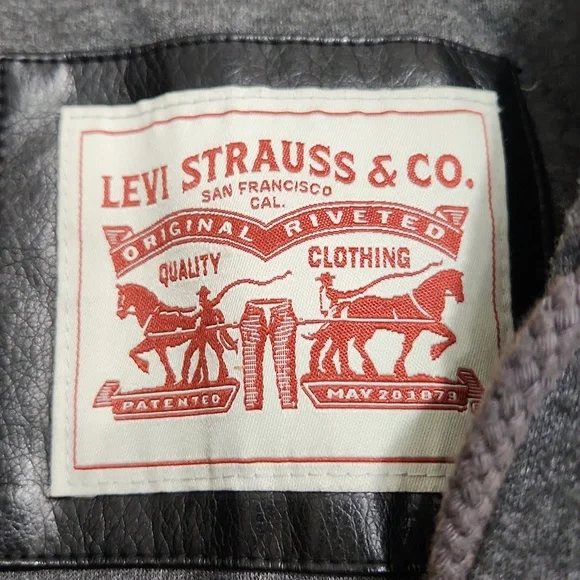 LEVI STRAUSS & CO.
SAN FRANCISCO
CAL.
ORIGINAL RIVETED
QUALITY CLOTHING
PATENTED MAY 20 1873